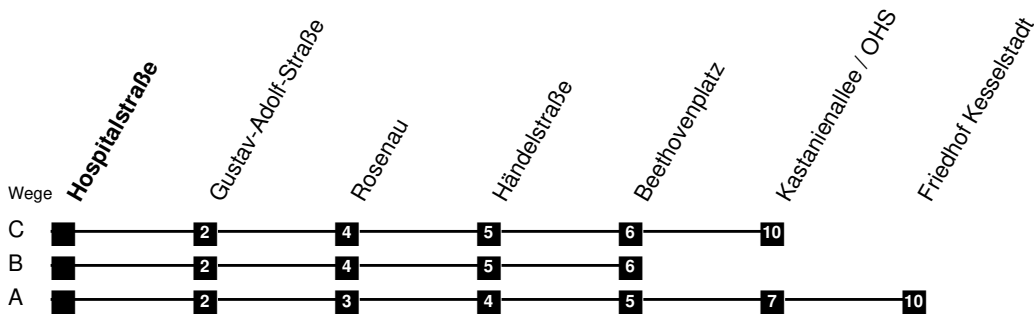 Hospitalstraße
Gustav-Adolf-Straße
Rosenau
Händelstraße
Beethovenplatz
Kastanienallee / OHS
Friedhof Kesselstadt
Wege
C 2 4 5 6 10
B 2 4 5 6
A 2 3 4 5 7 10